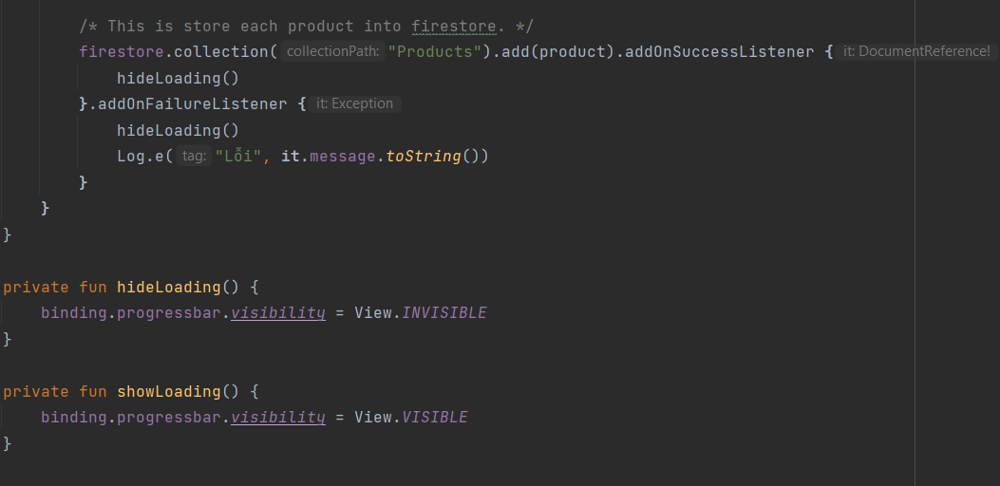 /* This is store each product into firestore. */
firestore.collection( collectionPath: "Products").add(product).addOnSuccessListener { it: DocumentReference!
hideLoading()
}.addOnFailureListener { it: Exception
hideLoading()
Log.e( tag: "Lỗi", it.message.toString())
}
}
}
private fun hideLoading() {
binding.progressbar.visibility = View.INVISIBLE
}
private fun showLoading() {
binding.progressbar.visibility = View.VISIBLE
}